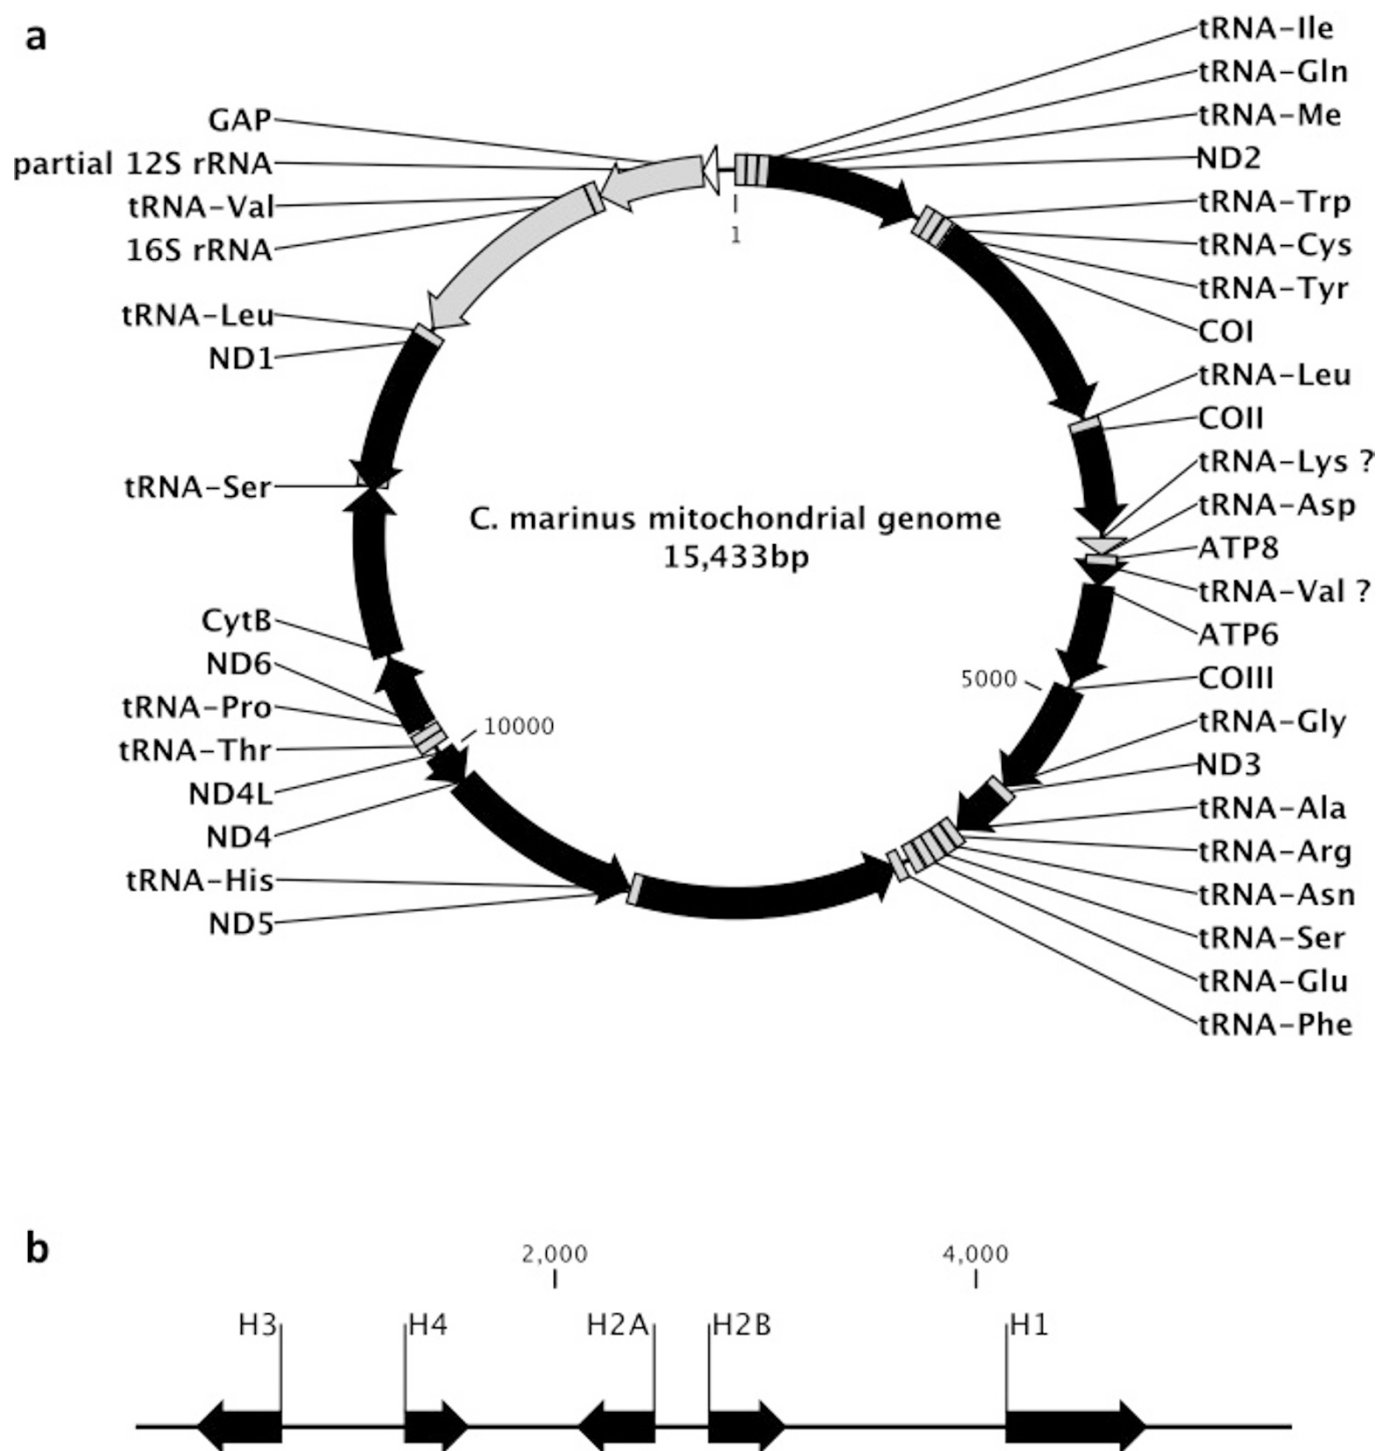 a
tRNA-Ile
tRNA-Gln
tRNA-Me
ND2
tRNA-Trp
tRNA-Cys
tRNA-Tyr
COI
tRNA-Leu
COII
tRNA-Lys ?
tRNA-Asp
ATP8
tRNA-Val ?
ATP6
COIII
tRNA-Gly
ND3
tRNA-Ala
tRNA-Arg
tRNA-Asn
tRNA-Ser
tRNA-Glu
tRNA-Phe
GAP
partial 12S rRNA
tRNA-Val
16S rRNA
tRNA-Leu
ND1
tRNA-Ser
CytB
ND6
tRNA-Pro
tRNA-Thr
ND4L
ND4
tRNA-His
ND5
1
5000
10000
C. marinus mitochondrial genome
15,433bp
b
2,000 4,000
H3 H4 H2A H2B H1